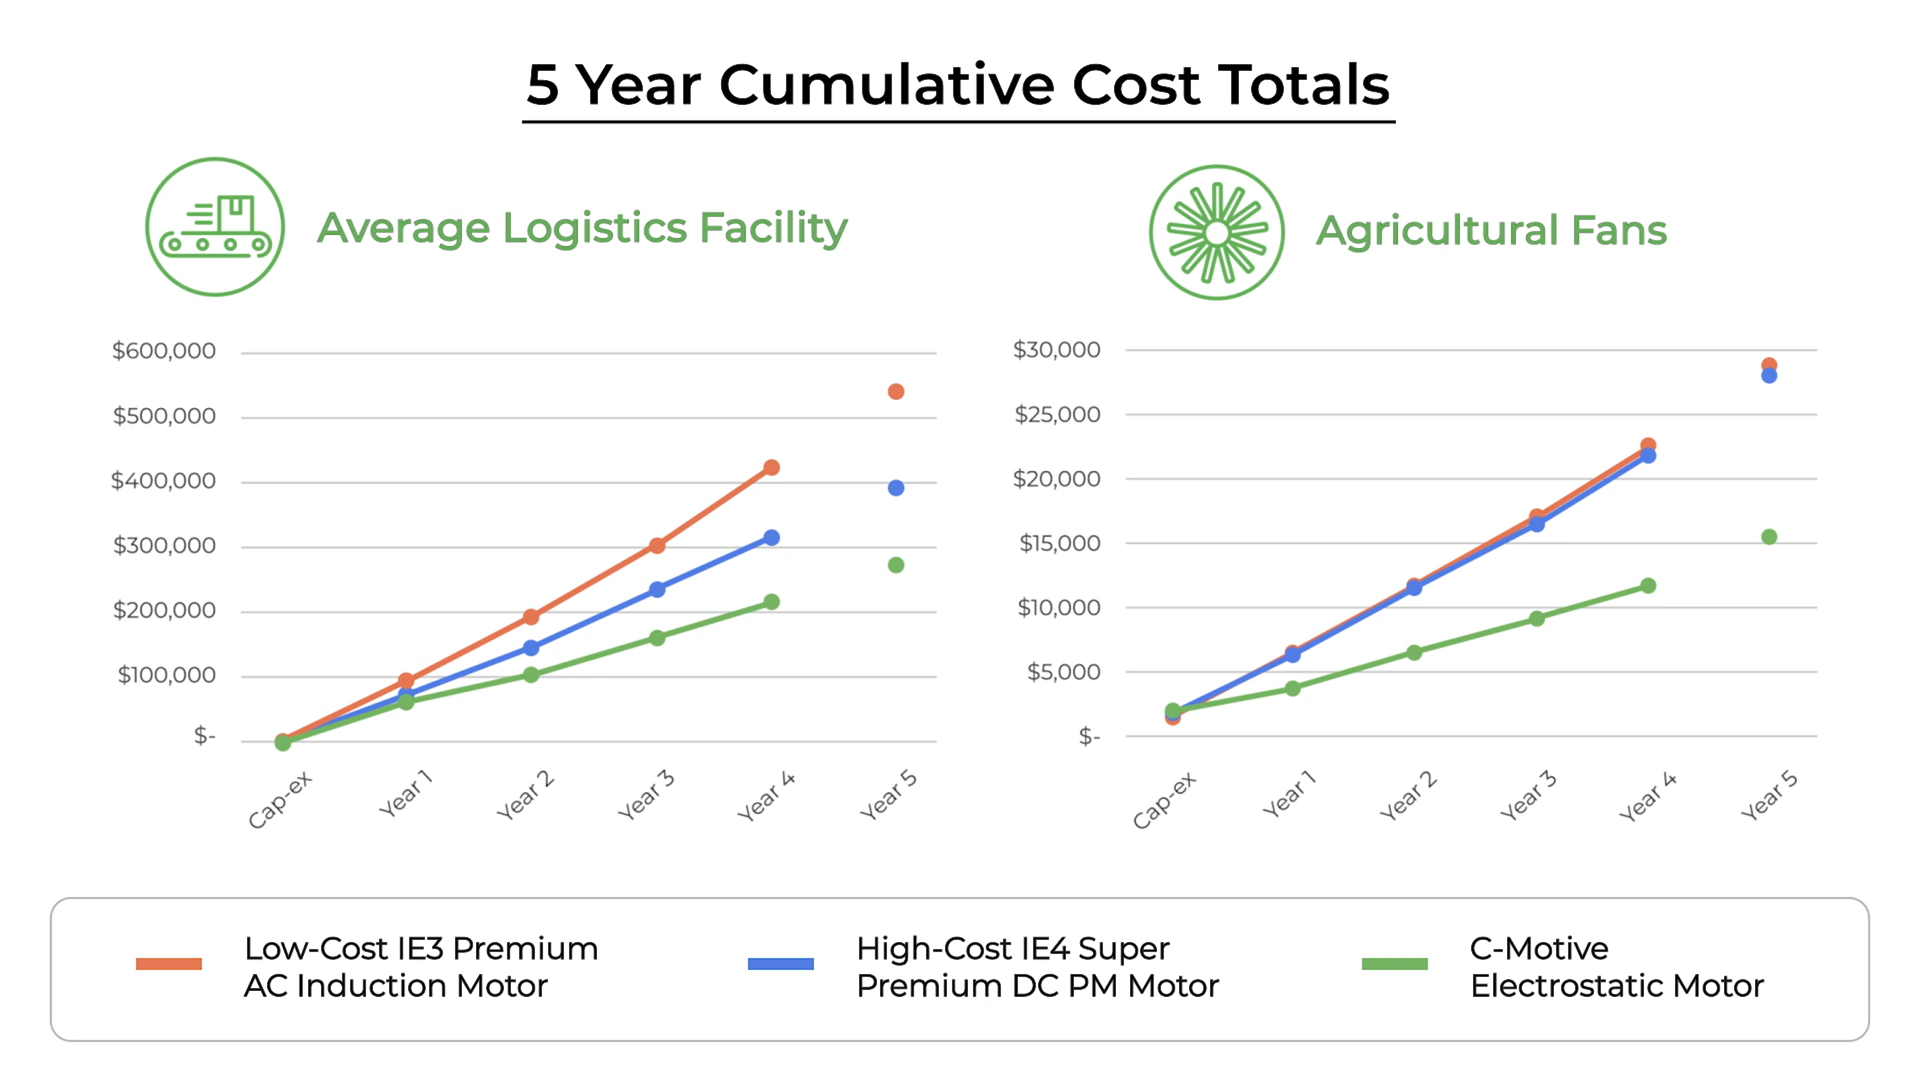 5 Year Cumulative Cost Totals
Average Logistics Facility
$600,000
$500,000
$400,000
$300,000
$200,000
$100,000
$-
Cap-ex
Year 1
Year 2
Year 3
Year 4
Year 5
Agricultural Fans
$30,000
$25,000
$20,000
$15,000
$10,000
$5,000
$-
Cap-ex
Year 1
Year 2
Year 3
Year 4
Year 5
Low-Cost IE3 Premium
AC Induction Motor
High-Cost IE4 Super
Premium DC PM Motor
C-Motive
Electrostatic Motor